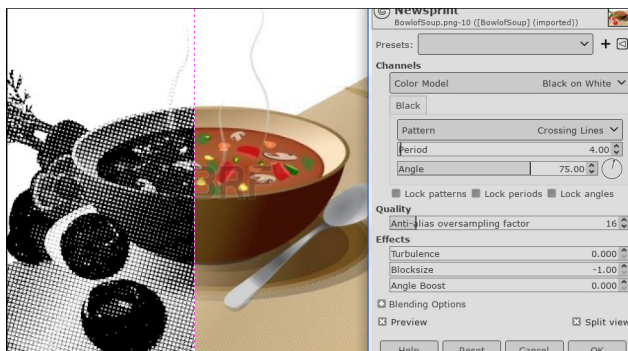 Newsprint
BowlofSoup.png-10 ([BowlofSoup] (imported))
Presets:
Channels
Color Model Black on White
Black
Pattern Crossing Lines
Period 4.00
Angle 75.00
Lock patterns Lock periods Lock angles
Quality
Anti-alias oversampling factor 16
Effects
Turbulence 0.000
Blocksize -1.00
Angle Boost 0.000
Blending Options
Preview Split view
Help Reset Cancel OK